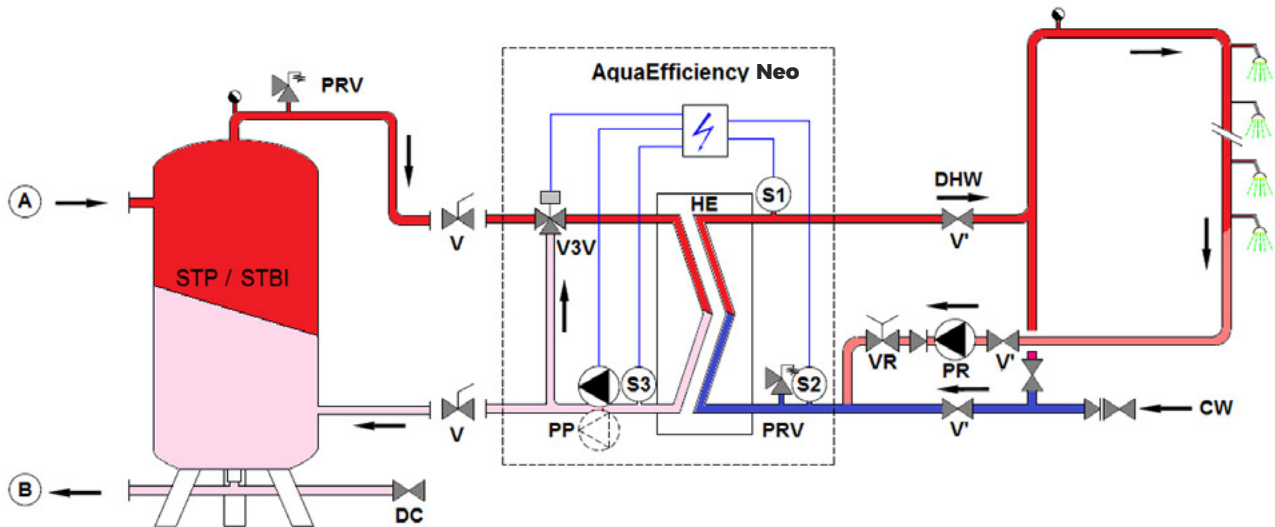 AquaEfficiency Neo
PRV
A
DHW
S1
HE
V
V3V
V'
STP / STBI
VR
PR
V'
S3
S2
V
PP
PRV
V'
CW
B
DC